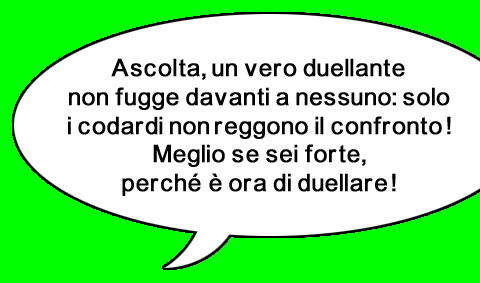 Ascolta, un vero duellante
non fugge davanti a nessuno: solo
i codardi non reggono il confronto!
Meglio se sei forte,
perché è ora di duellare!